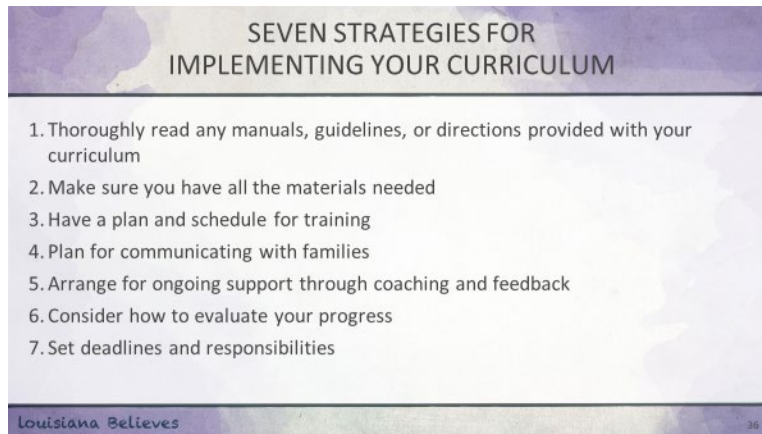 SEVEN STRATEGIES FOR
IMPLEMENTING YOUR CURRICULUM
1. Thoroughly read any manuals, guidelines, or directions provided with your
curriculum
2. Make sure you have all the materials needed
3. Have a plan and schedule for training
4. Plan for communicating with families
5. Arrange for ongoing support through coaching and feedback
6. Consider how to evaluate your progress
7. Set deadlines and responsibilities
Louisiana Believes
36